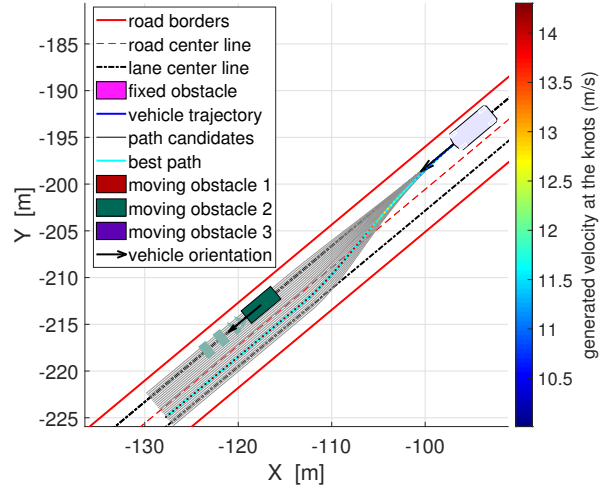 road borders
road center line
lane center line
fixed obstacle
vehicle trajectory
path candidates
best path
moving obstacle 1
moving obstacle 2
moving obstacle 3
vehicle orientation
-185
-190
-195
-200
-205
-210
-215
-220
-225
Y [m]
-130
-120
-110
-100
X [m]
14
13.5
13
12.5
12
11.5
11
10.5
generated velocity at the knots (m/s)